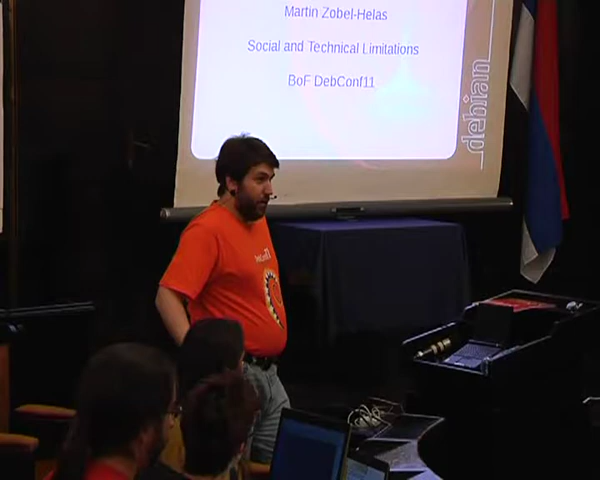 Martin Zobel-Helas
Social and Technical Limitations
BoF DebConf11
debian